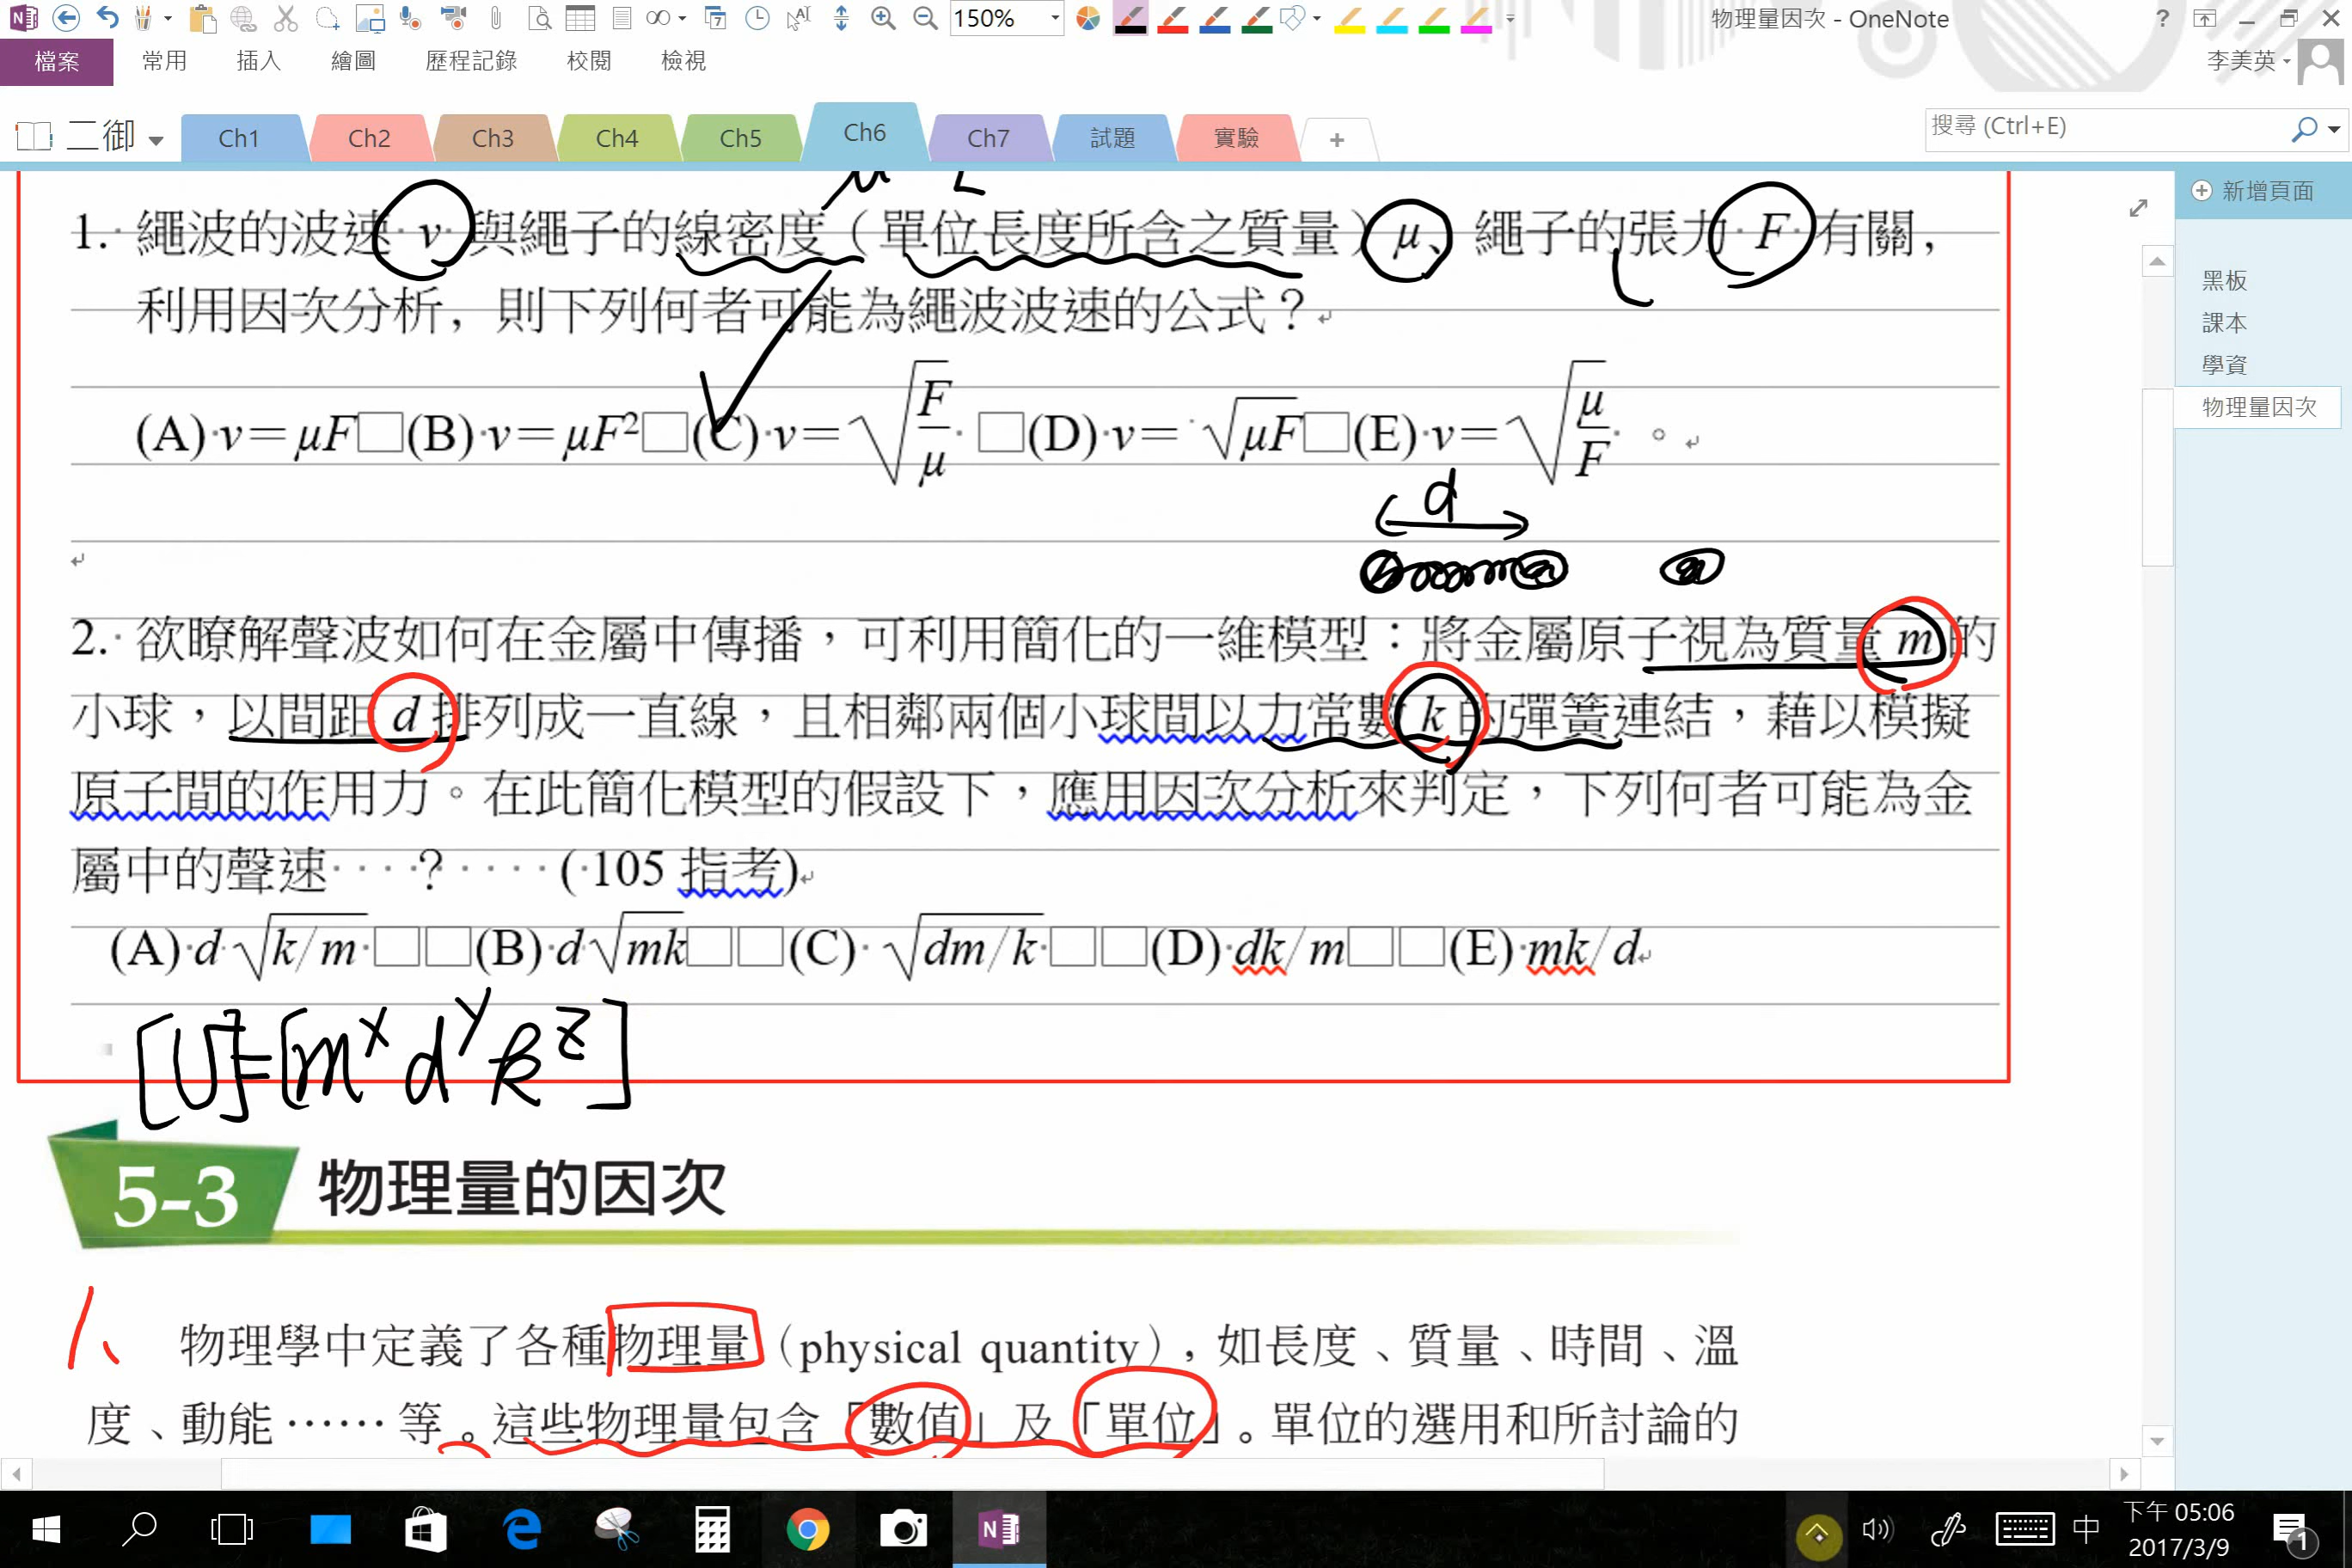 150%
物理量因次 - OneNote
?
檔案 常用 插入 繪圖 歷程記錄 校閱 檢視
李美英
二御 Ch1 Ch2 Ch3 Ch4 Ch5 Ch6 Ch7 試題 實驗 +
搜尋 (Ctrl+E)
新增頁面
黑板
課本
學資
物理量因次
1. 繩波的波速 v 與繩子的線密度（單位長度所含之質量）μ、繩子的張力 F 有關，
利用因次分析，則下列何者可能為繩波波速的公式？
(A) v＝μF□(B) v＝μF²□(C) v＝√(F/μ) □(D) v＝√μF□(E) v＝√(μ/F)。
d
2. 欲瞭解聲波如何在金屬中傳播，可利用簡化的一維模型：將金屬原子視為質量 m 的
小球，以間距 d 排列成一直線，且相鄰兩個小球間以力常數 k 的彈簧連結，藉以模擬
原子間的作用力。在此簡化模型的假設下，應用因次分析來判定，下列何者可能為金
屬中的聲速 ? ( 105 指考)
(A) d √k/m □□(B) d√mk□□(C) √dm/k □□(D) dk/m□□(E) mk/d
[v]=[m^x d^y k^z]
5-3 物理量的因次
1、
物理學中定義了各種物理量（physical quantity），如長度、質量、時間、溫
度、動能……等。這些物理量包含「數值」及「單位」。單位的選用和所討論的
中
下午 05:06
2017/3/9
1